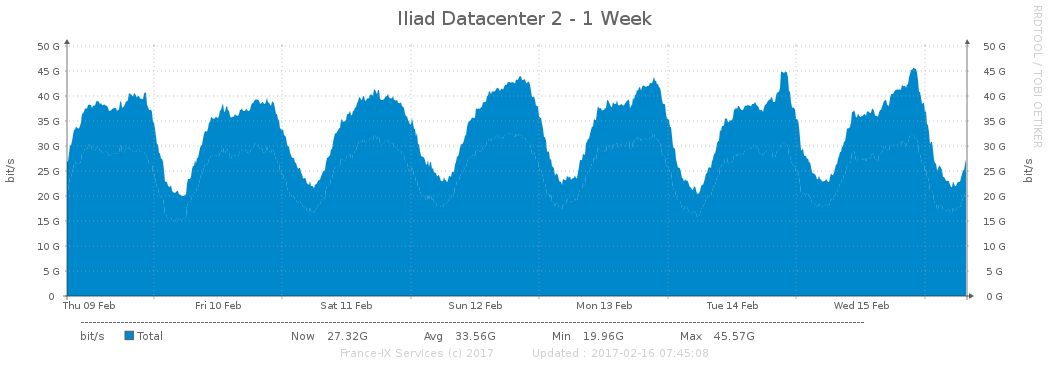 Iliad Datacenter 2 - 1 Week
RRDTOOL / TOBI OETIKER
50 G 50 G
45 G 45 G
40 G 40 G
35 G 35 G
30 G 30 G
25 G 25 G
20 G 20 G
15 G 15 G
10 G 10 G
5 G 5 G
0 0 G
bit/s bit/s
Thu 09 Feb Fri 10 Feb Sat 11 Feb Sun 12 Feb Mon 13 Feb Tue 14 Feb Wed 15 Feb
bit/s Total Now 27.32G Avg 33.56G Min 19.96G Max 45.57G
France-IX Services (c) 2017 Updated : 2017-02-16 07:45:08